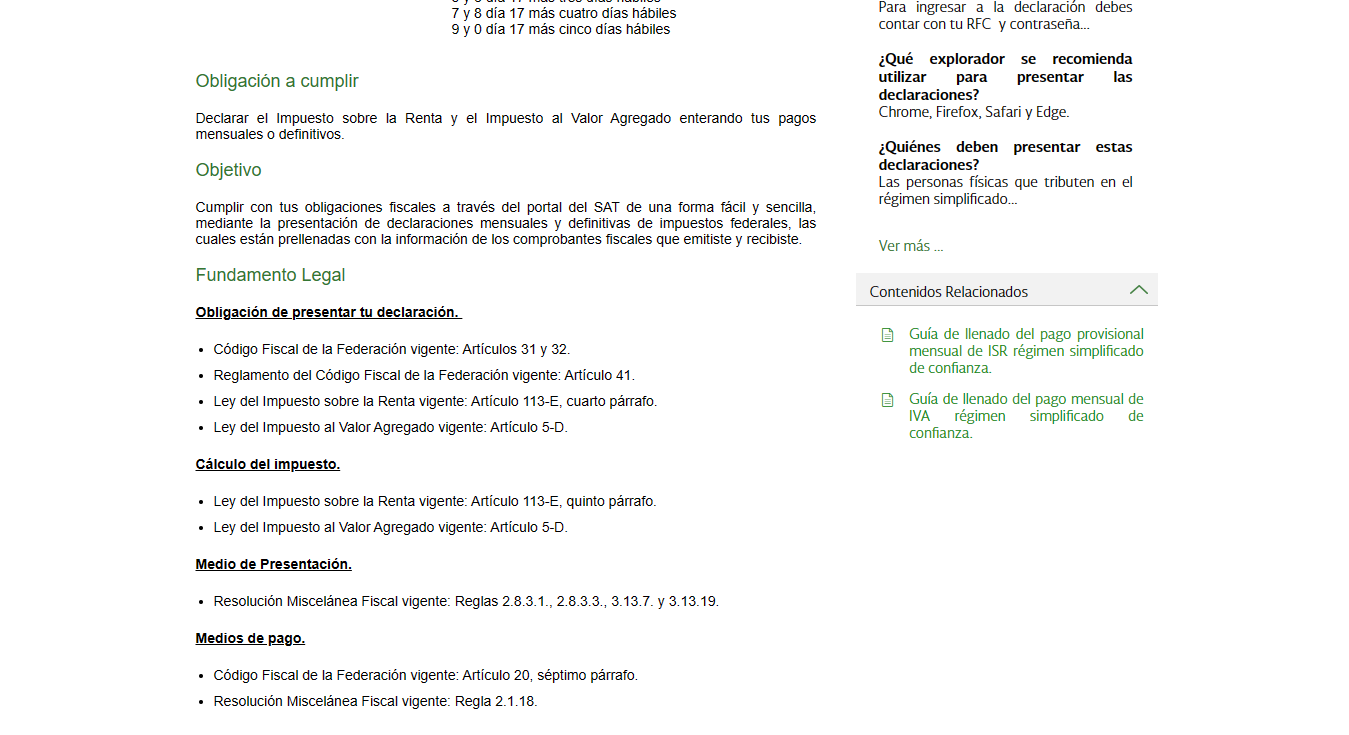 7 y 8 día 17 más cuatro días hábiles
9 y 0 día 17 más cinco días hábiles
Obligación a cumplir
Declarar el Impuesto sobre la Renta y el Impuesto al Valor Agregado enterando tus pagos
mensuales o definitivos.
Objetivo
Cumplir con tus obligaciones fiscales a través del portal del SAT de una forma fácil y sencilla,
mediante la presentación de declaraciones mensuales y definitivas de impuestos federales, las
cuales están prellenadas con la información de los comprobantes fiscales que emitiste y recibiste.
Fundamento Legal
Obligación de presentar tu declaración.
• Código Fiscal de la Federación vigente: Artículos 31 y 32.
• Reglamento del Código Fiscal de la Federación vigente: Artículo 41.
• Ley del Impuesto sobre la Renta vigente: Artículo 113-E, cuarto párrafo.
• Ley del Impuesto al Valor Agregado vigente: Artículo 5-D.
Cálculo del impuesto.
• Ley del Impuesto sobre la Renta vigente: Artículo 113-E, quinto párrafo.
• Ley del Impuesto al Valor Agregado vigente: Artículo 5-D.
Medio de Presentación.
• Resolución Miscelánea Fiscal vigente: Reglas 2.8.3.1., 2.8.3.3., 3.13.7. y 3.13.19.
Medios de pago.
• Código Fiscal de la Federación vigente: Artículo 20, séptimo párrafo.
• Resolución Miscelánea Fiscal vigente: Regla 2.1.18.
Para ingresar a la declaración debes
contar con tu RFC y contraseña...
¿Qué explorador se recomienda
utilizar para presentar las
declaraciones?
Chrome, Firefox, Safari y Edge.
¿Quiénes deben presentar estas
declaraciones?
Las personas físicas que tributen en el
régimen simplificado...
Ver más ...
Contenidos Relacionados
Guía de llenado del pago provisional
mensual de ISR régimen simplificado
de confianza.
Guía de llenado del pago mensual de
IVA régimen simplificado de
confianza.